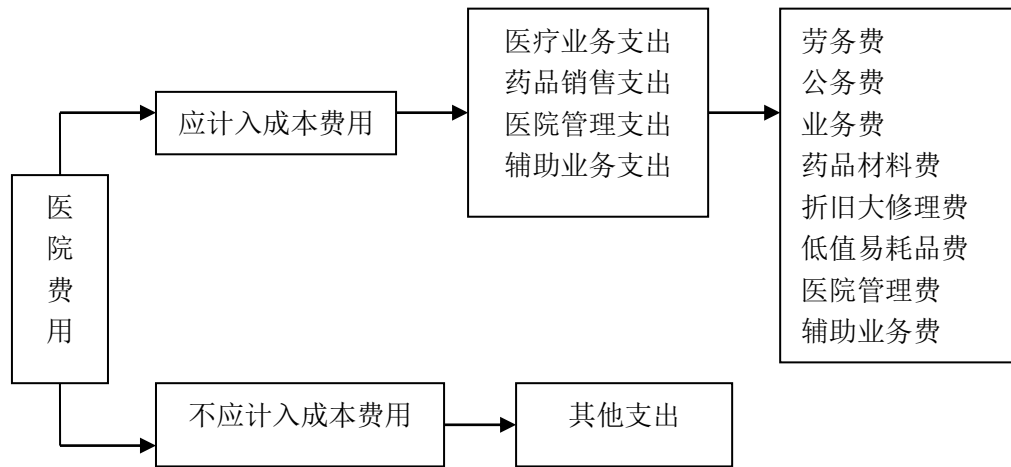 医疗业务支出
药品销售支出
医院管理支出
辅助业务支出
劳务费
公务费
业务费
药品材料费
折旧大修理费
低值易耗品费
医院管理费
辅助业务费
应计入成本费用
医
院
费
用
不应计入成本费用
其他支出